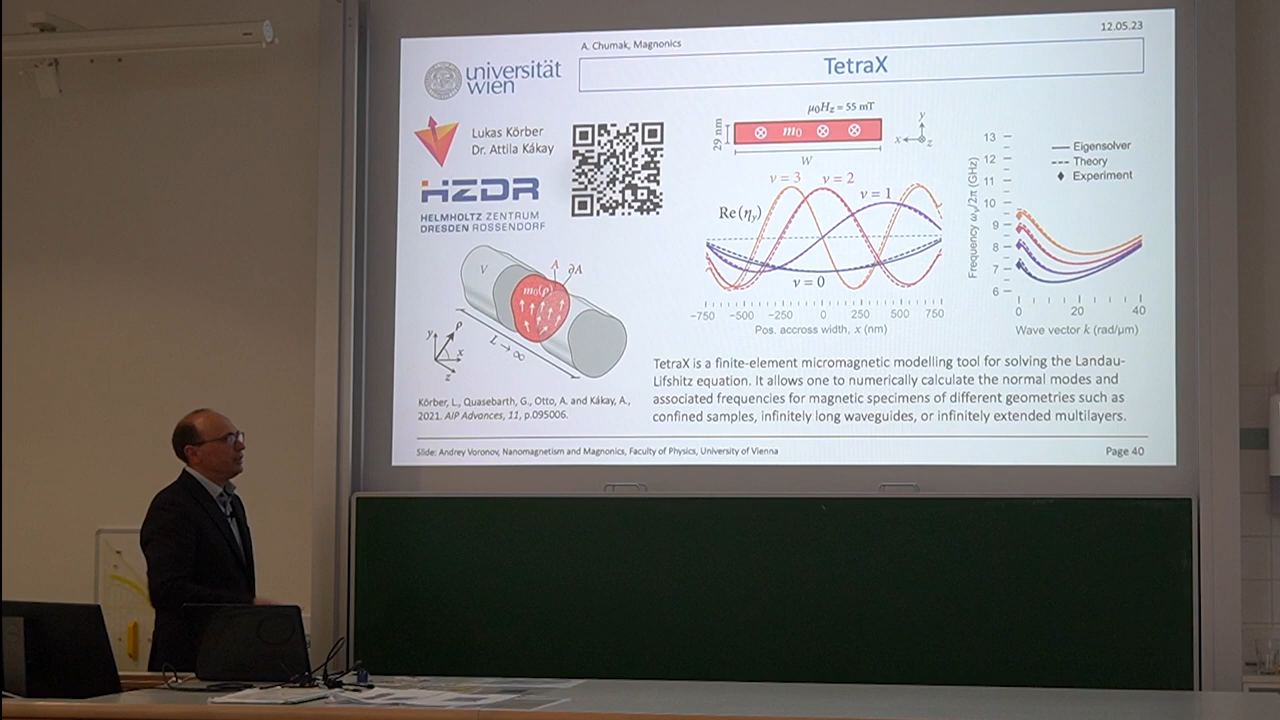 12.05.23
A. Chumak, Magnonics
TetraX
universität
wien
Lukas Körber
Dr. Attila Kákay
HZDR
HELMHOLTZ ZENTRUM
DRESDEN ROSSENDORF
V
A
∂A
m₀(ρ)
L → ∞
y
ρ
x
z
Körber, L., Quasebarth, G., Otto, A. and Kákay, A.,
2021. AIP Advances, 11, p.095006.
μ₀H_z = 55 mT
29 nm
m₀
W
y
x
z
ν = 3
ν = 2
ν = 1
Re(η_y)
ν = 0
−750 −500 −250 0 250 500 750
Pos. accross width, x (nm)
Frequency ω_ν/2π (GHz)
13
12
11
10
9
8
7
6
Eigensolver
Theory
Experiment
0 20 40
Wave vector k (rad/μm)
TetraX is a finite-element micromagnetic modelling tool for solving the Landau-
Lifshitz equation. It allows one to numerically calculate the normal modes and
associated frequencies for magnetic specimens of different geometries such as
confined samples, infinitely long waveguides, or infinitely extended multilayers.
Slide: Andrey Voronov, Nanomagnetism and Magnonics, Faculty of Physics, University of Vienna
Page 40